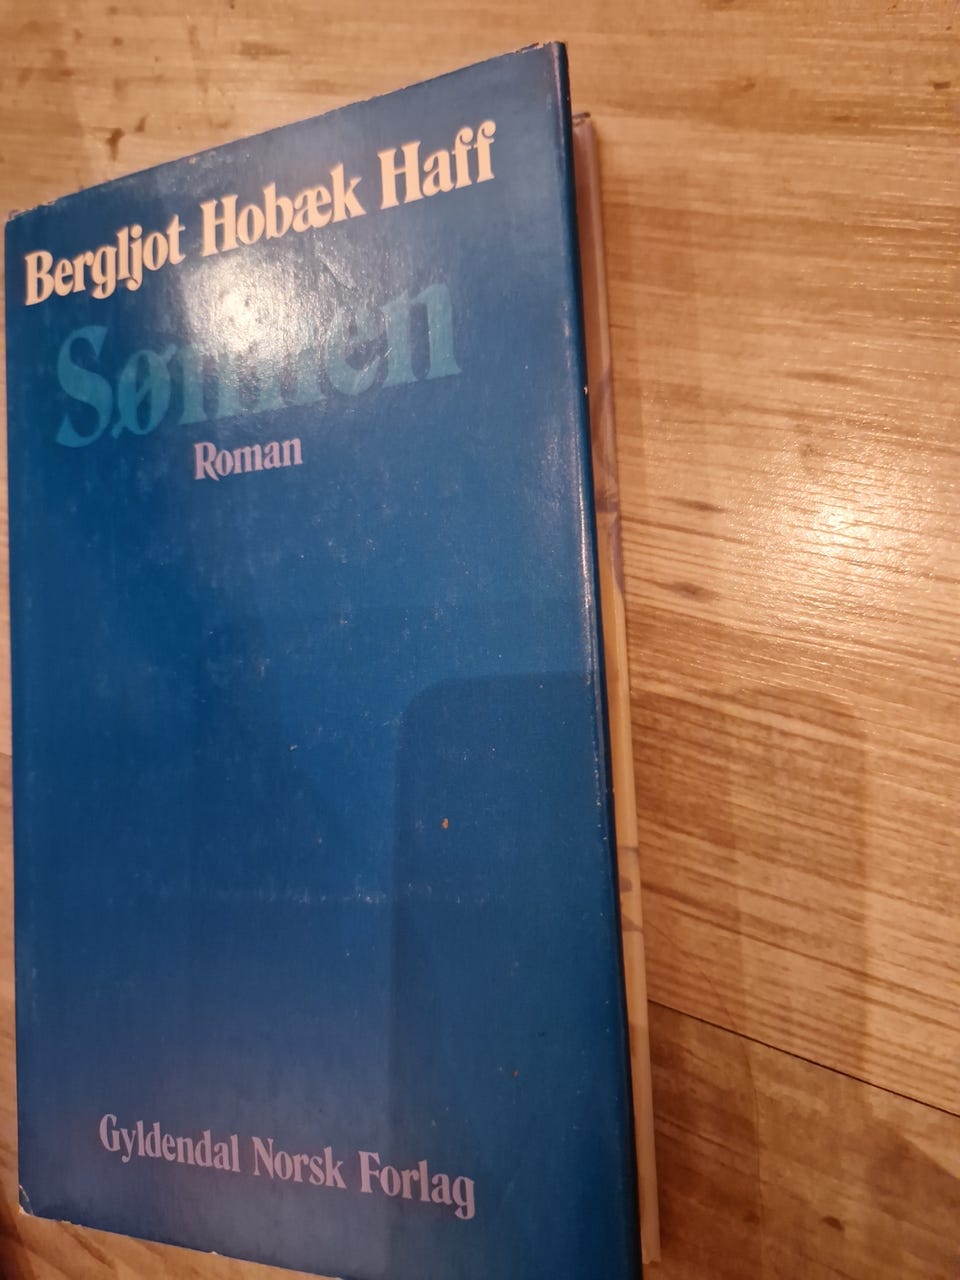 Bergljot Hobæk Haff
Sønnen
Roman
Gyldendal Norsk Forlag